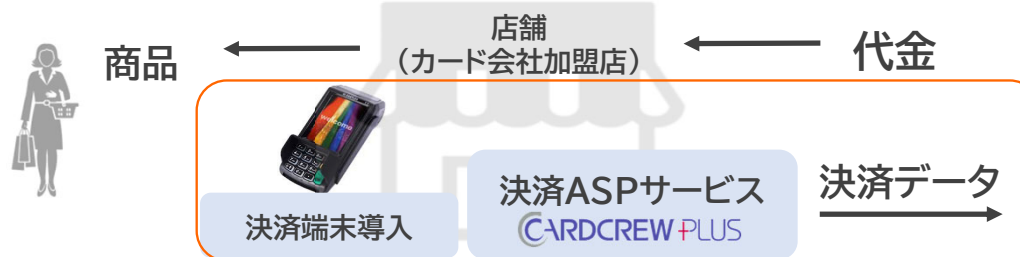 商品
店舗
（カード会社加盟店）
代金
welcome
決済端末導入
決済ASPサービス
CARDCREW PLUS
決済データ